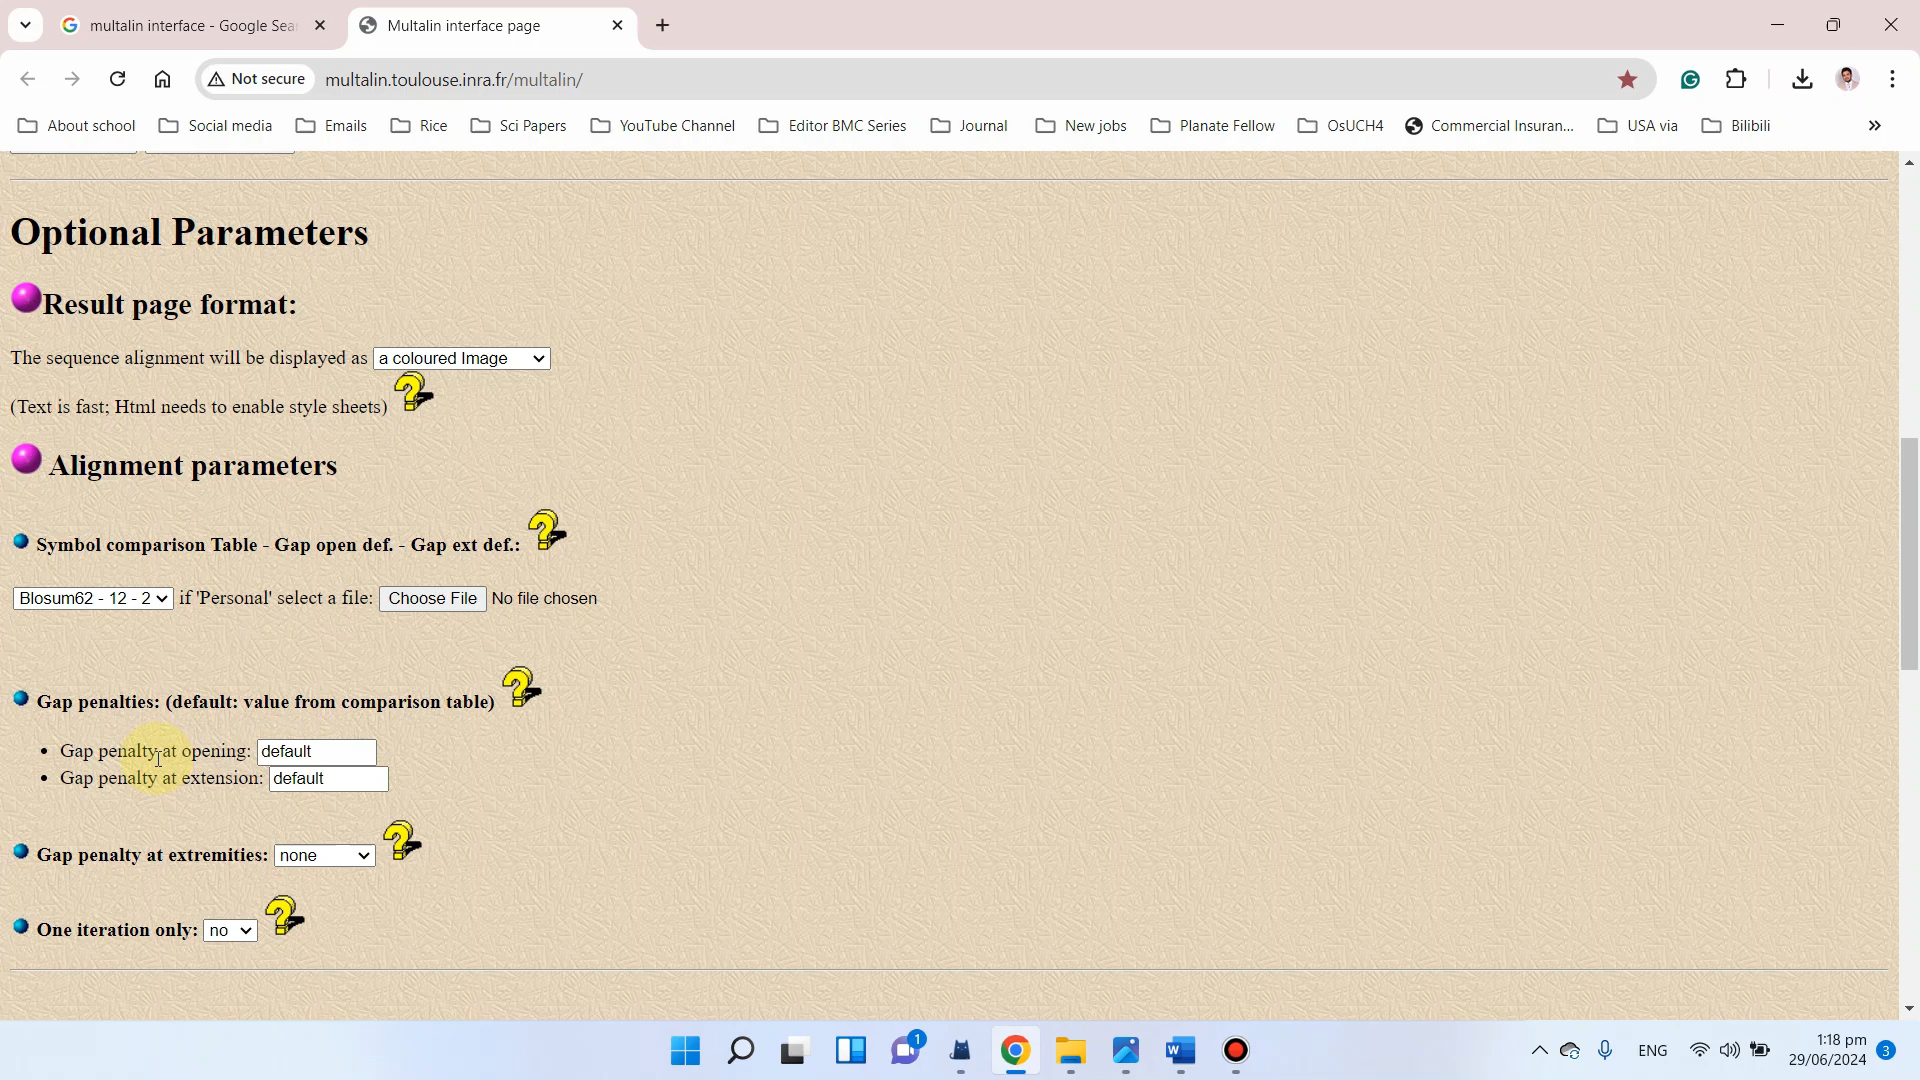 multalin interface - Google Sea
Multalin interface page
Not secure
multalin.toulouse.inra.fr/multalin/
About school
Social media
Emails
Rice
Sci Papers
YouTube Channel
Editor BMC Series
Journal
New jobs
Planate Fellow
OsUCH4
Commercial Insuran...
USA via
Bilibili
Optional Parameters
Result page format:
The sequence alignment will be displayed as a coloured Image
(Text is fast; Html needs to enable style sheets)
Alignment parameters
Symbol comparison Table - Gap open def. - Gap ext def.:
Blosum62 - 12 - 2 if 'Personal' select a file: Choose File No file chosen
Gap penalties: (default: value from comparison table)
Gap penalty at opening: default
Gap penalty at extension: default
Gap penalty at extremities: none
One iteration only: no
1
W
ENG
1:18 pm
29/06/2024
3